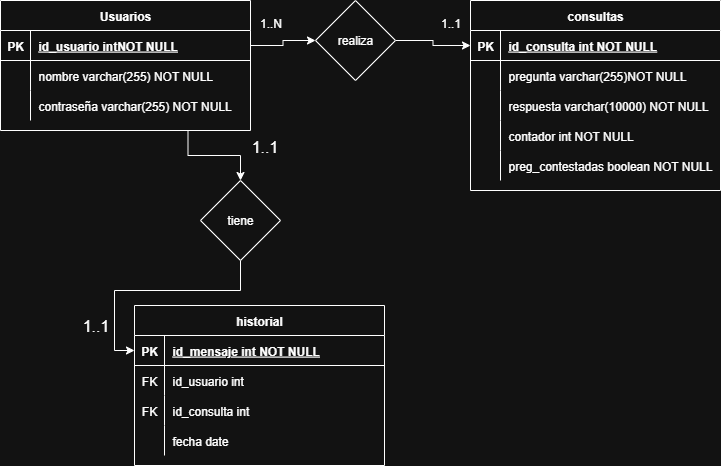 Usuarios
PK id_usuario intNOT NULL
nombre varchar(255) NOT NULL
contraseña varchar(255) NOT NULL
1..N
realiza
1..1
consultas
PK id_consulta int NOT NULL
pregunta varchar(255)NOT NULL
respuesta varchar(10000) NOT NULL
contador int NOT NULL
preg_contestadas boolean NOT NULL
1..1
tiene
1..1
historial
PK id_mensaje int NOT NULL
FK id_usuario int
FK id_consulta int
fecha date